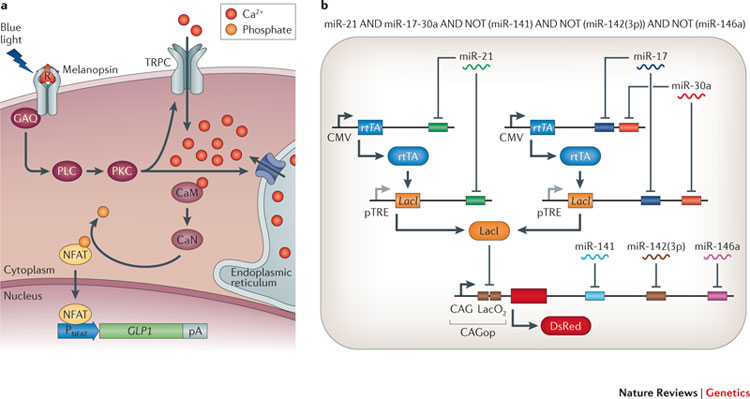 a
Ca2+
Phosphate
Blue
light
Melanopsin
R
TRPC
GAQ
PLC
PKC
CaM
CaN
NFAT
Cytoplasm
Nucleus
Endoplasmic
reticulum
NFAT
PNFAT
GLP1
pA
b
miR-21 AND miR-17-30a AND NOT (miR-141) AND NOT (miR-142(3p)) AND NOT (miR-146a)
miR-21
miR-17
miR-30a
rtTA
CMV
rtTA
CMV
rtTA
rtTA
LacI
pTRE
LacI
pTRE
LacI
miR-141
miR-142(3p)
miR-146a
CAG LacO2
CAGop
DsRed
Nature Reviews | Genetics